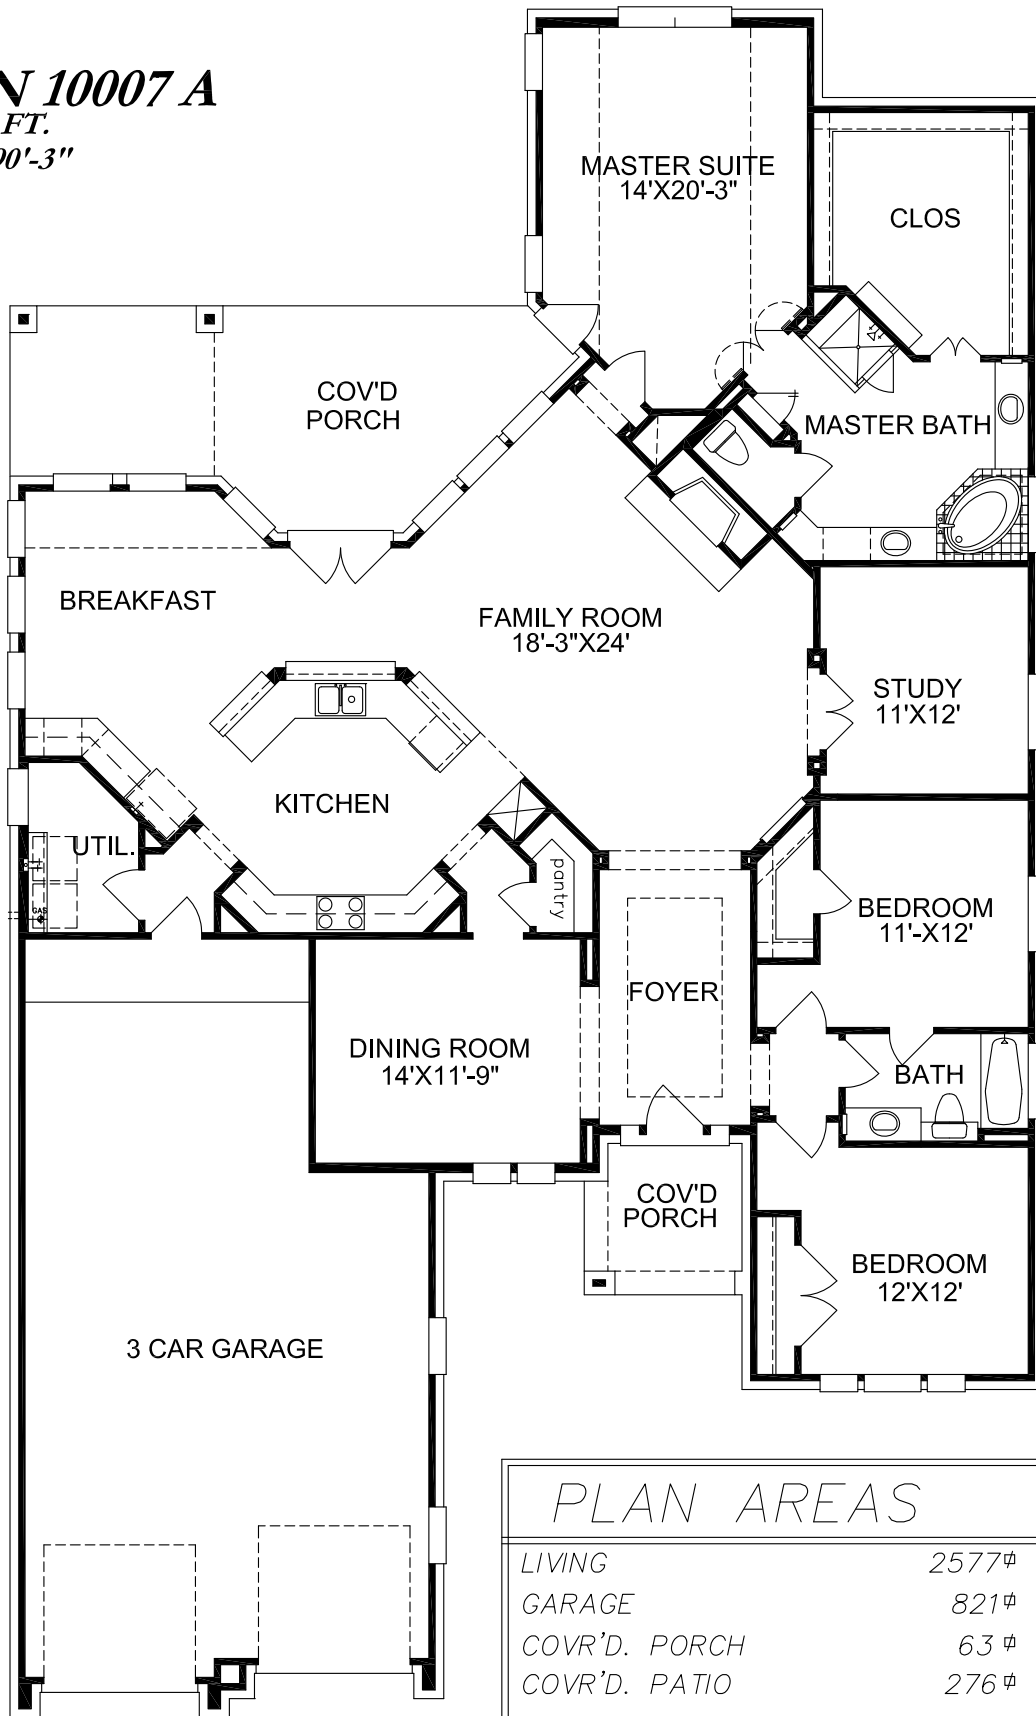 N 10007 A
FT.
90'-3"
MASTER SUITE
14'X20'-3"
CLOS
COV'D
PORCH
MASTER BATH
BREAKFAST
FAMILY ROOM
18'-3"X24'
STUDY
11'X12'
KITCHEN
UTIL.
pantry
BEDROOM
11'-X12'
GAS
FOYER
DINING ROOM
14'X11'-9"
BATH
COV'D
PORCH
BEDROOM
12'X12'
3 CAR GARAGE
PLAN AREAS
LIVING 2577⏍
GARAGE 821⏍
COVR'D. PORCH 63 ⏍
COVR'D. PATIO 276⏍